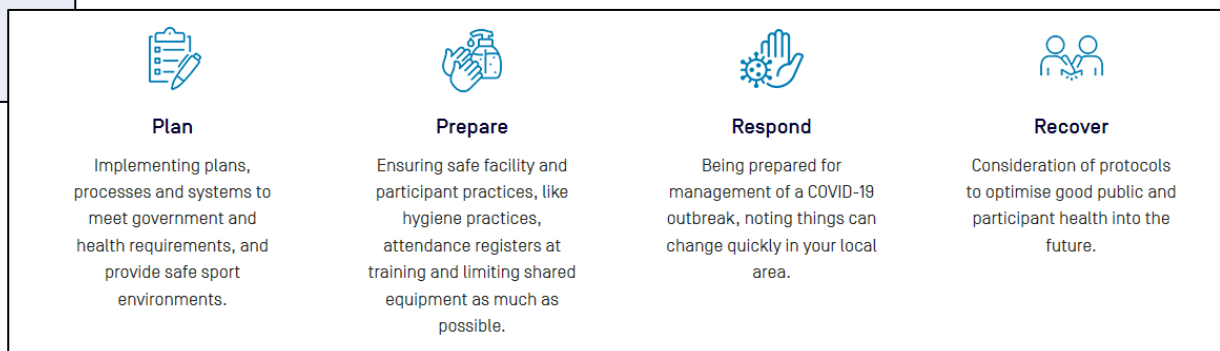 Plan
Implementing plans,
processes and systems to
meet government and
health requirements, and
provide safe sport
environments.
Prepare
Ensuring safe facility and
participant practices, like
hygiene practices,
attendance registers at
training and limiting shared
equipment as much as
possible.
Respond
Being prepared for
management of a COVID-19
outbreak, noting things can
change quickly in your local
area.
Recover
Consideration of protocols
to optimise good public and
participant health into the
future.